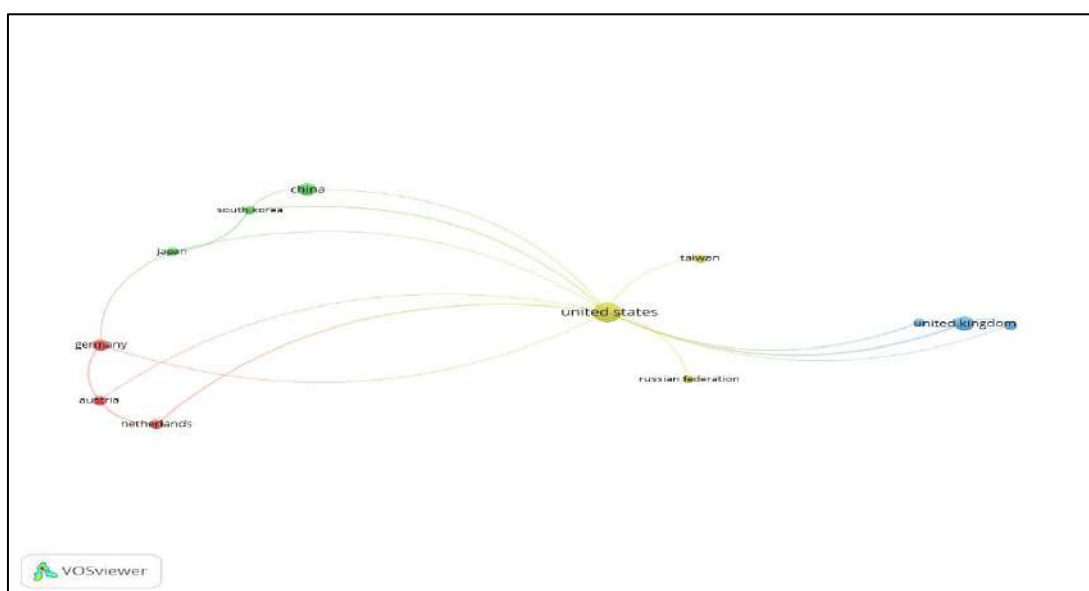 china
south korea
japan
taiwan
united states
united kingdom
germany
russian federation
austria
netherlands
VOSviewer